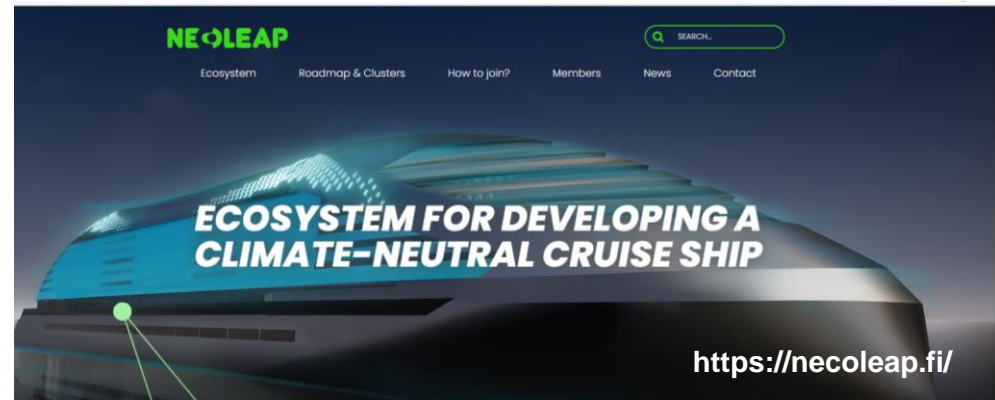 NECOLEAP
SEARCH...
Ecosystem Roadmap & Clusters How to join? Members News Contact
ECOSYSTEM FOR DEVELOPING A
CLIMATE-NEUTRAL CRUISE SHIP
https://necoleap.fi/